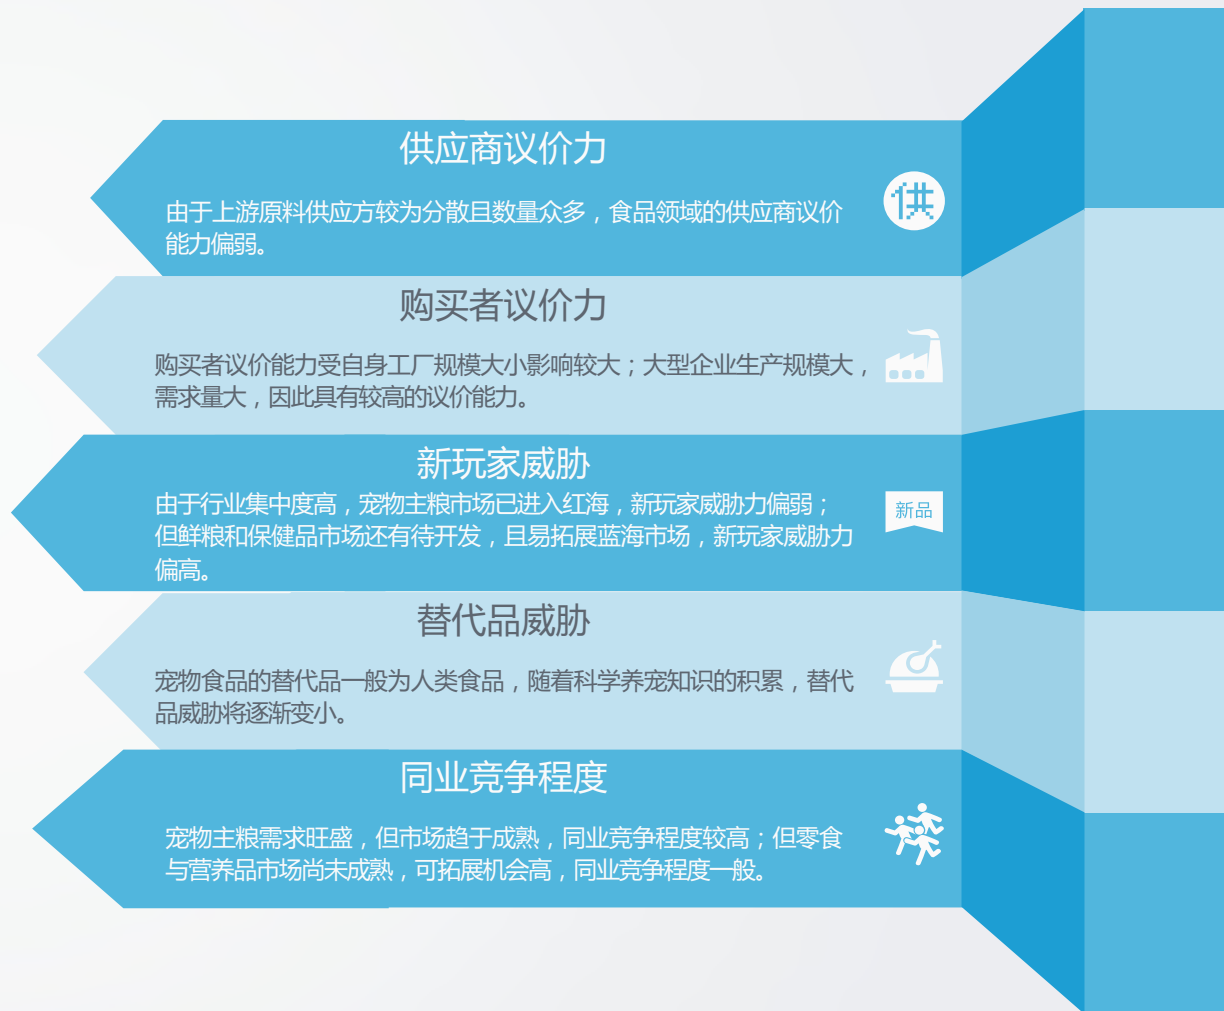 供应商议价力
由于上游原料供应方较为分散且数量众多，食品领域的供应商议价
能力偏弱。
供
购买者议价力
购买者议价能力受自身工厂规模大小影响较大；大型企业生产规模大，
需求量大，因此具有较高的议价能力。
新玩家威胁
由于行业集中度高，宠物主粮市场已进入红海，新玩家威胁力偏弱；
但鲜粮和保健品市场还有待开发，且易拓展蓝海市场，新玩家威胁力
偏高。
新品
替代品威胁
宠物食品的替代品一般为人类食品，随着科学养宠知识的积累，替代
品威胁将逐渐变小。
同业竞争程度
宠物主粮需求旺盛，但市场趋于成熟，同业竞争程度较高；但零食
与营养品市场尚未成熟，可拓展机会高，同业竞争程度一般。